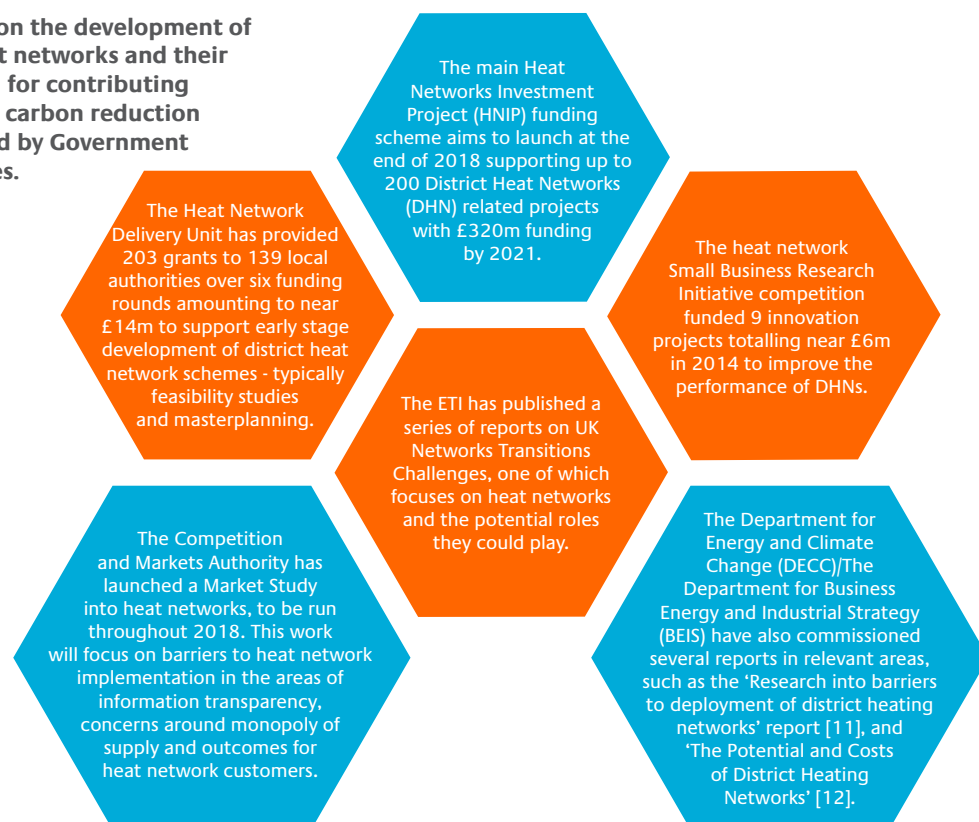 on the development of
t networks and their
for contributing
carbon reduction
d by Government
es.
The main Heat
Networks Investment
Project (HNIP) funding
scheme aims to launch at the
end of 2018 supporting up to
200 District Heat Networks
(DHN) related projects
with £320m funding
by 2021.
The Heat Network
Delivery Unit has provided
203 grants to 139 local
authorities over six funding
rounds amounting to near
£14m to support early stage
development of district heat
network schemes - typically
feasibility studies
and masterplanning.
The heat network
Small Business Research
Initiative competition
funded 9 innovation
projects totalling near £6m
in 2014 to improve the
performance of DHNs.
The ETI has published a
series of reports on UK
Networks Transitions
Challenges, one of which
focuses on heat networks
and the potential roles
they could play.
The Competition
and Markets Authority has
launched a Market Study
into heat networks, to be run
throughout 2018. This work
will focus on barriers to heat network
implementation in the areas of
information transparency,
concerns around monopoly of
supply and outcomes for
heat network customers.
The Department for
Energy and Climate
Change (DECC)/The
Department for Business
Energy and Industrial Strategy
(BEIS) have also commissioned
several reports in relevant areas,
such as the ‘Research into barriers
to deployment of district heating
networks’ report [11], and
‘The Potential and Costs
of District Heating
Networks’ [12].